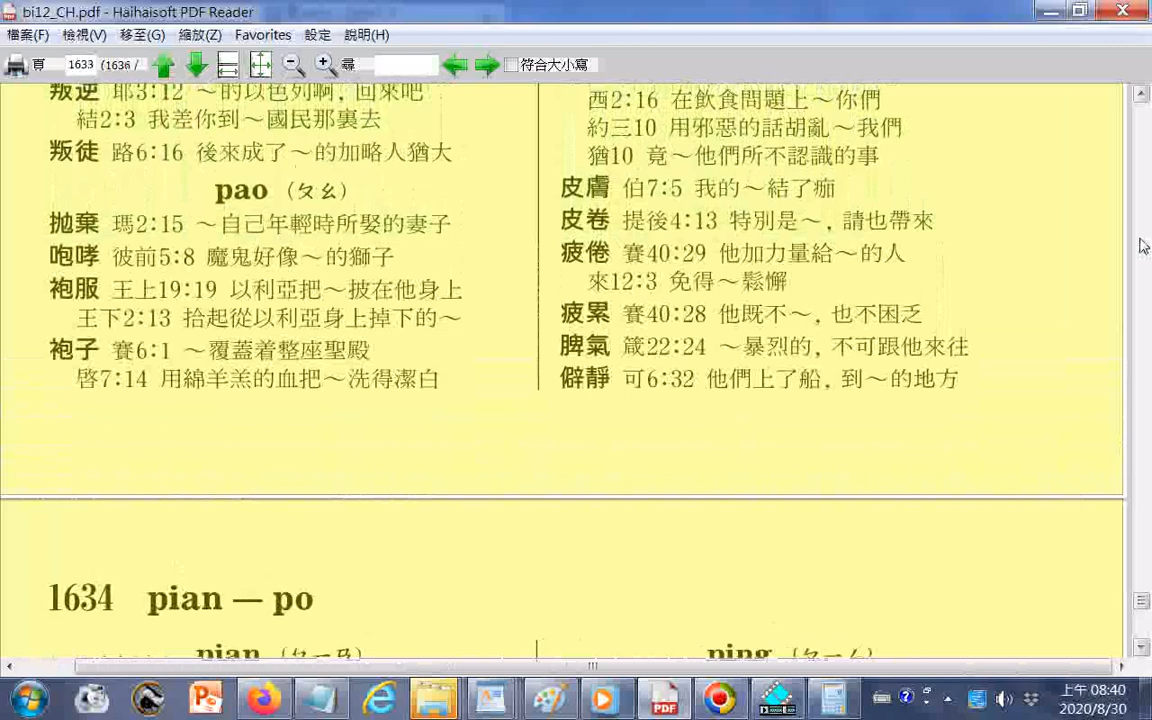 bi12_CH.pdf - Haihaisoft PDF Reader
檔案(F) 檢視(V) 移至(G) 縮放(Z) Favorites 設定 說明(H)
頁 1633 (1636 / 尋 符合大小寫
叛逆 耶3:12 ～的以色列啊, 回來吧
結2:3 我差你到～國民那裏去
叛徒 路6:16 後來成了～的加略人猶大
pao (ㄆㄠ)
拋棄 瑪2:15 ～自己年輕時所娶的妻子
咆哮 彼前5:8 魔鬼好像～的獅子
袍服 王上19:19 以利亞把～披在他身上
王下2:13 拾起從以利亞身上掉下的～
袍子 賽6:1 ～覆蓋着整座聖殿
啓7:14 用綿羊羔的血把～洗得潔白
西2:16 在飲食問題上～你們
約三10 用邪惡的話胡亂～我們
猶10 竟～他們所不認識的事
皮膚 伯7:5 我的～結了痂
皮卷 提後4:13 特別是～, 請也帶來
疲倦 賽40:29 他加力量給～的人
來12:3 免得～鬆懈
疲累 賽40:28 他既不～, 也不困乏
脾氣 箴22:24 ～暴烈的, 不可跟他來往
僻靜 可6:32 他們上了船, 到～的地方
1634 pian — po
pian (ㄆㄧㄢ)
ping (ㄆㄧㄥ)
上午 08:40
2020/8/30